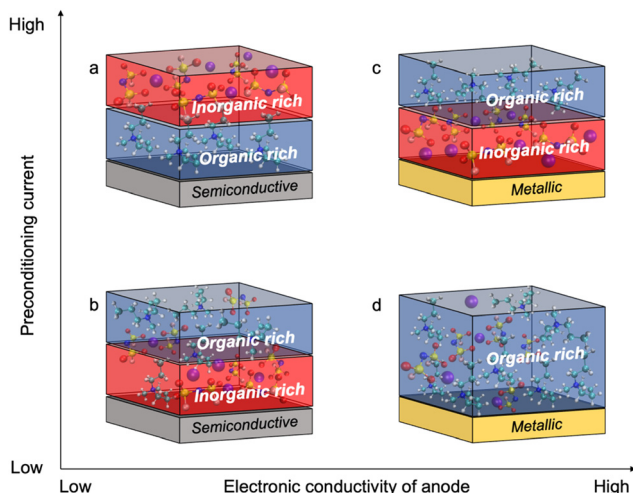 High
a
Inorganic rich
Organic rich
Semiconductive
c
Organic rich
Inorganic rich
Metallic
Preconditioning current
b
Organic rich
Inorganic rich
Semiconductive
d
Organic rich
Metallic
Low
Low
Electronic conductivity of anode
High